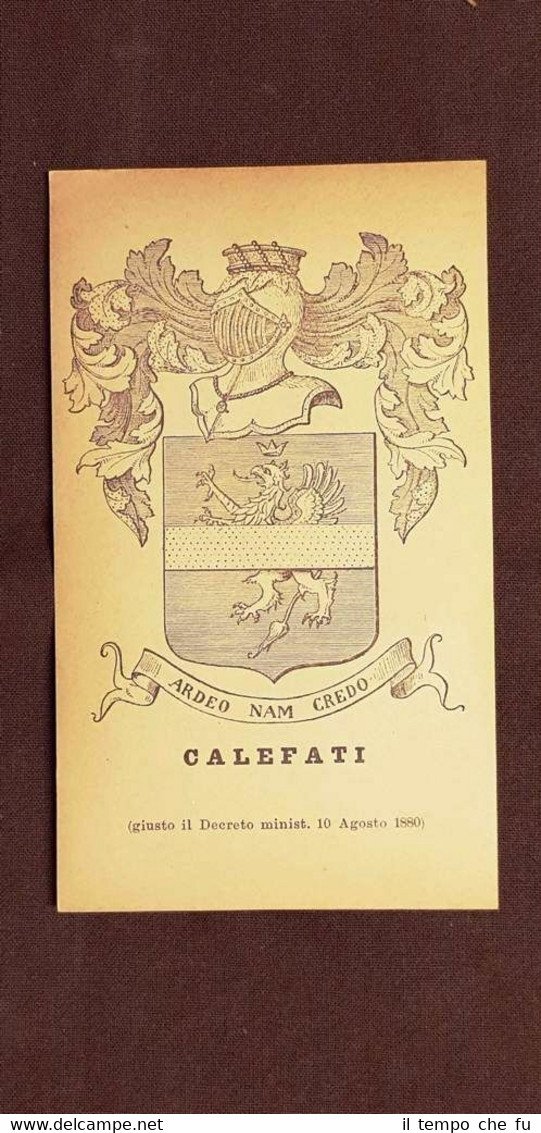 ARDEO NAM CREDO
CALEFATI
(giusto il Decreto minist. 10 Agosto 1880)
www.delcampe.net
il tempo che fu